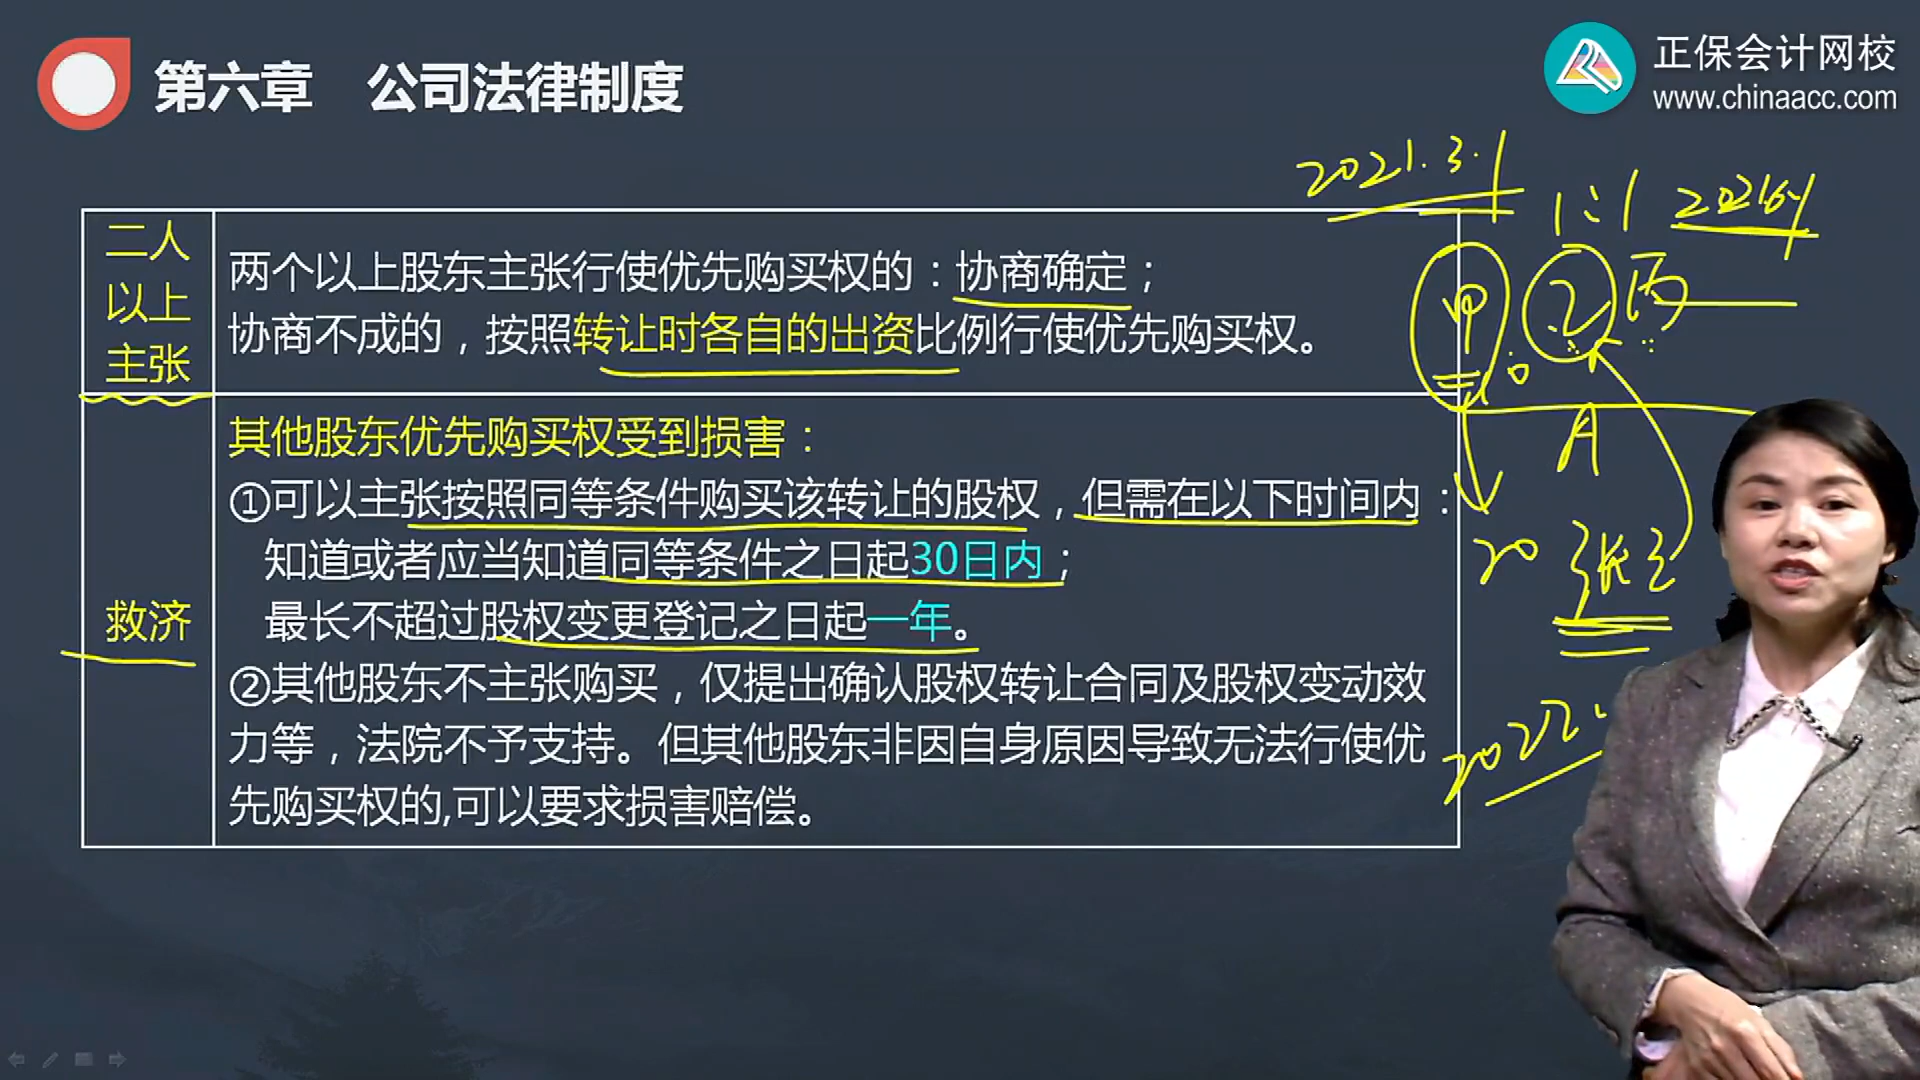 第六章 公司法律制度
正保会计网校
www.chinaacc.com
2021.3.1
1:1
甲
乙
丙
A
20
张三
二人
以上
主张
两个以上股东主张行使优先购买权的：协商确定；
协商不成的，按照转让时各自的出资比例行使优先购买权。
救济
其他股东优先购买权受到损害：
①可以主张按照同等条件购买该转让的股权，但需在以下时间内：
知道或者应当知道同等条件之日起30日内；
最长不超过股权变更登记之日起一年。
②其他股东不主张购买，仅提出确认股权转让合同及股权变动效
力等，法院不予支持。但其他股东非因自身原因导致无法行使优
先购买权的,可以要求损害赔偿。